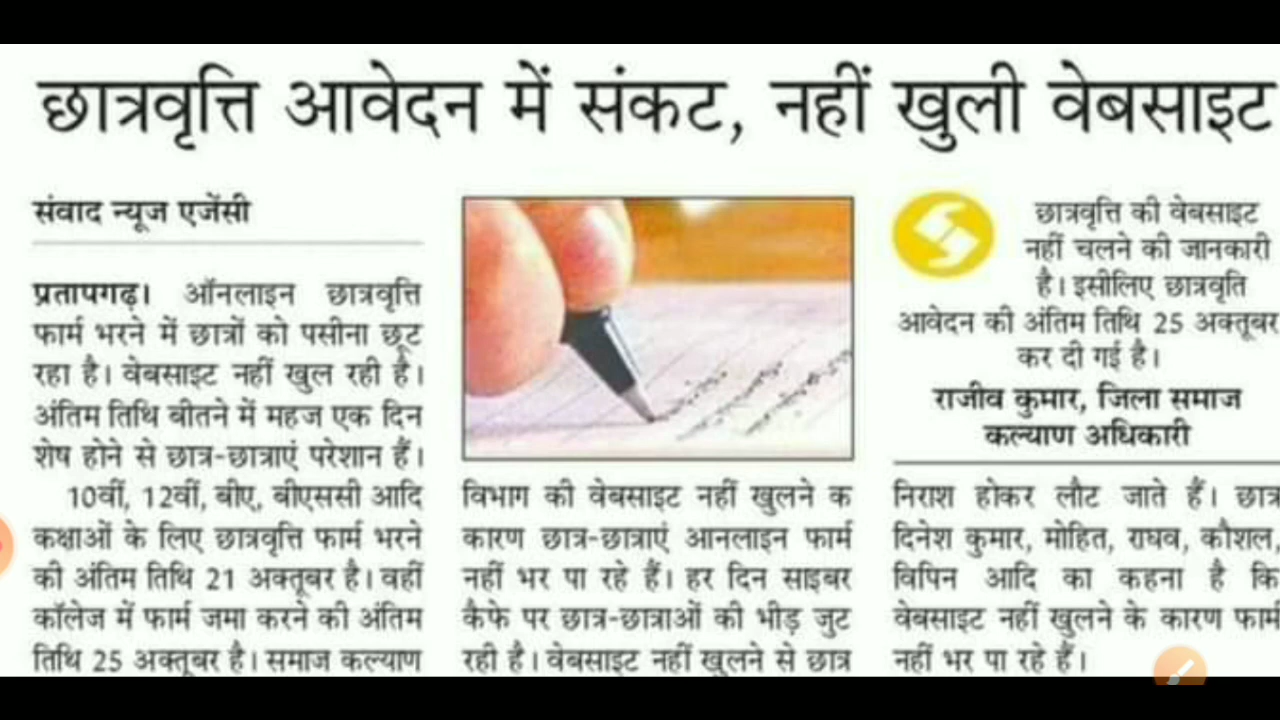 छात्रवृत्ति आवेदन में संकट, नहीं खुली वेबसाइट
संवाद न्यूज एजेंसी
प्रतापगढ़। ऑनलाइन छात्रवृत्ति
फार्म भरने में छात्रों को पसीना छूट
रहा है। वेबसाइट नहीं खुल रही है।
अंतिम तिथि बीतने में महज एक दिन
शेष होने से छात्र-छात्राएं परेशान हैं।
10वीं, 12वीं, बीए, बीएससी आदि
कक्षाओं के लिए छात्रवृत्ति फार्म भरने
की अंतिम तिथि 21 अक्तूबर है। वहीं
कॉलेज में फार्म जमा करने की अंतिम
तिथि 25 अक्तूबर है। समाज कल्याण
विभाग की वेबसाइट नहीं खुलने क
कारण छात्र-छात्राएं आनलाइन फार्म
नहीं भर पा रहे हैं। हर दिन साइबर
कैफे पर छात्र-छात्राओं की भीड़ जुट
रही है। वेबसाइट नहीं खुलने से छात्र
छात्रवृत्ति की वेबसाइट
नहीं चलने की जानकारी
है। इसीलिए छात्रवृति
आवेदन की अंतिम तिथि 25 अक्तूबर
कर दी गई है।
राजीव कुमार, जिला समाज
कल्याण अधिकारी
निराश होकर लौट जाते हैं। छात्र
दिनेश कुमार, मोहित, राघव, कौशल,
विपिन आदि का कहना है कि
वेबसाइट नहीं खुलने के कारण फार्म
नहीं भर पा रहे हैं।